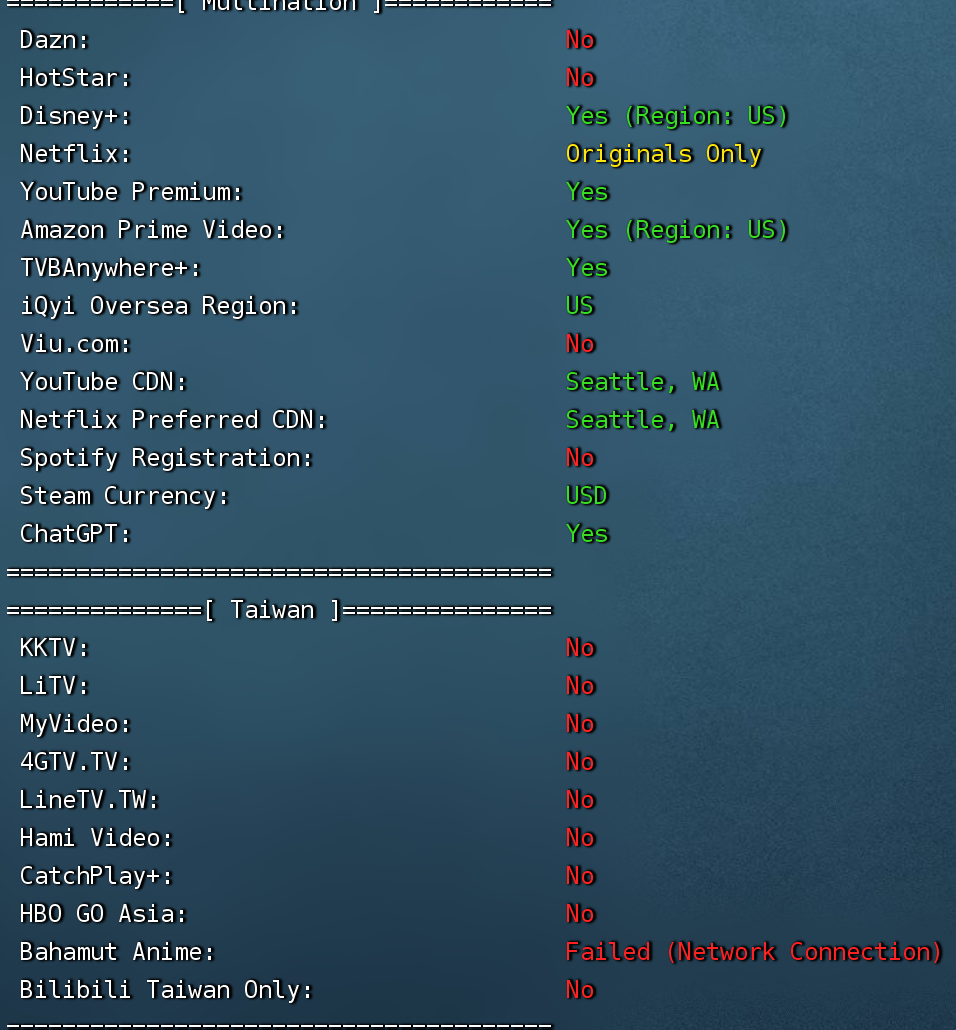 ============[ Multination ]============
Dazn: No
HotStar: No
Disney+: Yes (Region: US)
Netflix: Originals Only
YouTube Premium: Yes
Amazon Prime Video: Yes (Region: US)
TVBAnywhere+: Yes
iQyi Oversea Region: US
Viu.com: No
YouTube CDN: Seattle, WA
Netflix Preferred CDN: Seattle, WA
Spotify Registration: No
Steam Currency: USD
ChatGPT: Yes
=======================================
==============[ Taiwan ]===============
KKTV: No
LiTV: No
MyVideo: No
4GTV.TV: No
LineTV.TW: No
Hami Video: No
CatchPlay+: No
HBO GO Asia: No
Bahamut Anime: Failed (Network Connection)
Bilibili Taiwan Only: No
=======================================